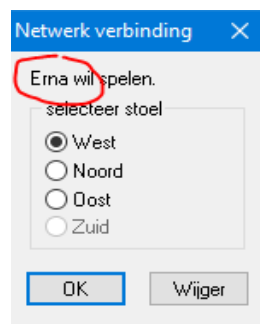 Netwerk verbinding
Erna wil spelen.
selecteer stoel
West
Noord
Oost
Zuid
OK
Wijger